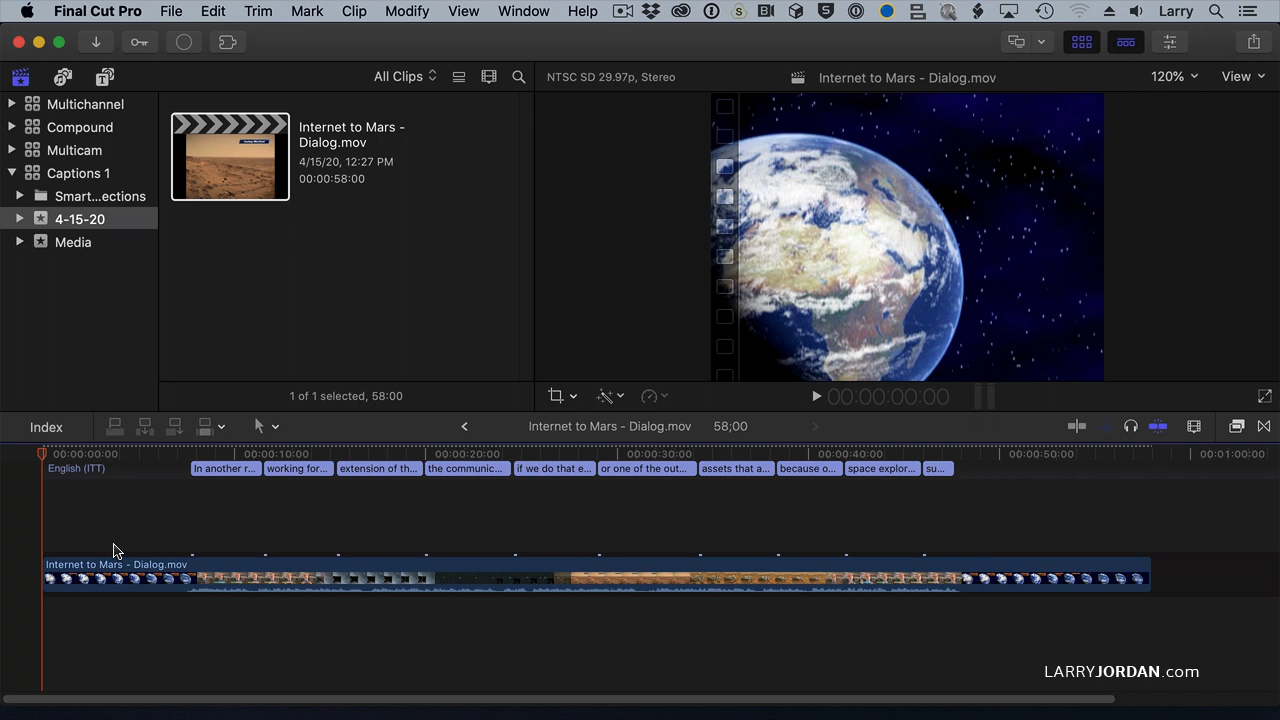 Final Cut Pro File Edit Trim Mark Clip Modify View Window Help Larry
All Clips NTSC SD 29.97p, Stereo Internet to Mars - Dialog.mov 120% View
Multichannel
Compound
Multicam
Captions 1
Smart...ections
4-15-20
Media
Internet to Mars -
Dialog.mov
4/15/20, 12:27 PM
00:00:58:00
1 of 1 selected, 58:00
00:00:00:00
Index Internet to Mars - Dialog.mov 58;00
00:00:00:00 00:00:10:00 00:00:20:00 00:00:30:00 00:00:40:00 00:00:50:00 00:01:00:00
English (ITT) In another r... working for... extension of th... the communic... if we do that e... or one of the out... assets that a... because o... space explor... su...
Internet to Mars - Dialog.mov
LARRYJORDAN.com